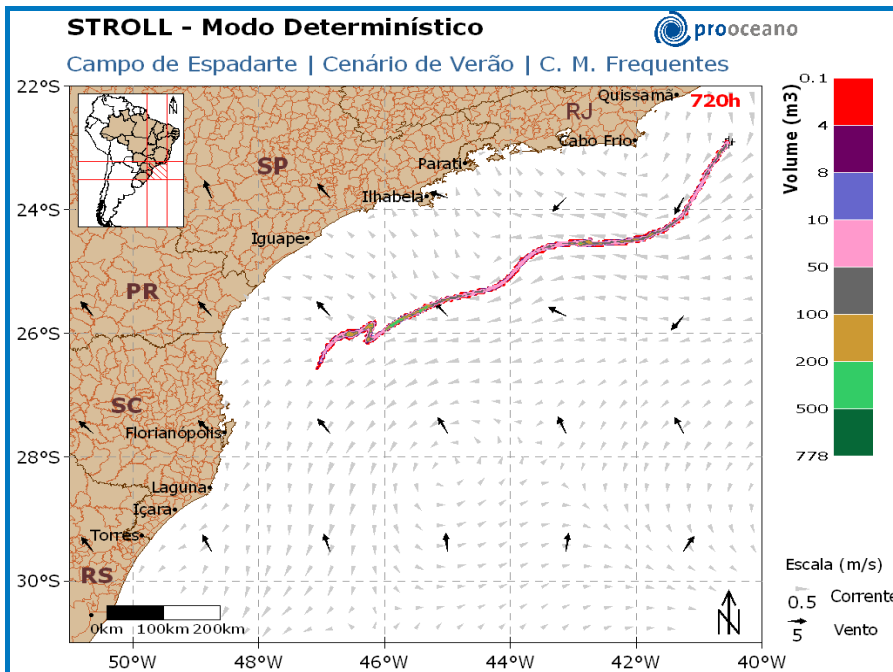 STROLL - Modo Determinístico
prooceano
Campo de Espadarte | Cenário de Verão | C. M. Frequentes
22°S
24°S
26°S
28°S
30°S
50°W
48°W
46°W
44°W
42°W
40°W
N
Quissamã
720h
RJ
Cabo Frio
Parati
SP
Ilhabela
Iguape
PR
SC
Florianópolis
Laguna
Içara
Torres
RS
0km 100km 200km
N
Volume (m3)
0.1
4
8
10
50
100
200
500
778
Escala (m/s)
0.5 Corrente
5 Vento